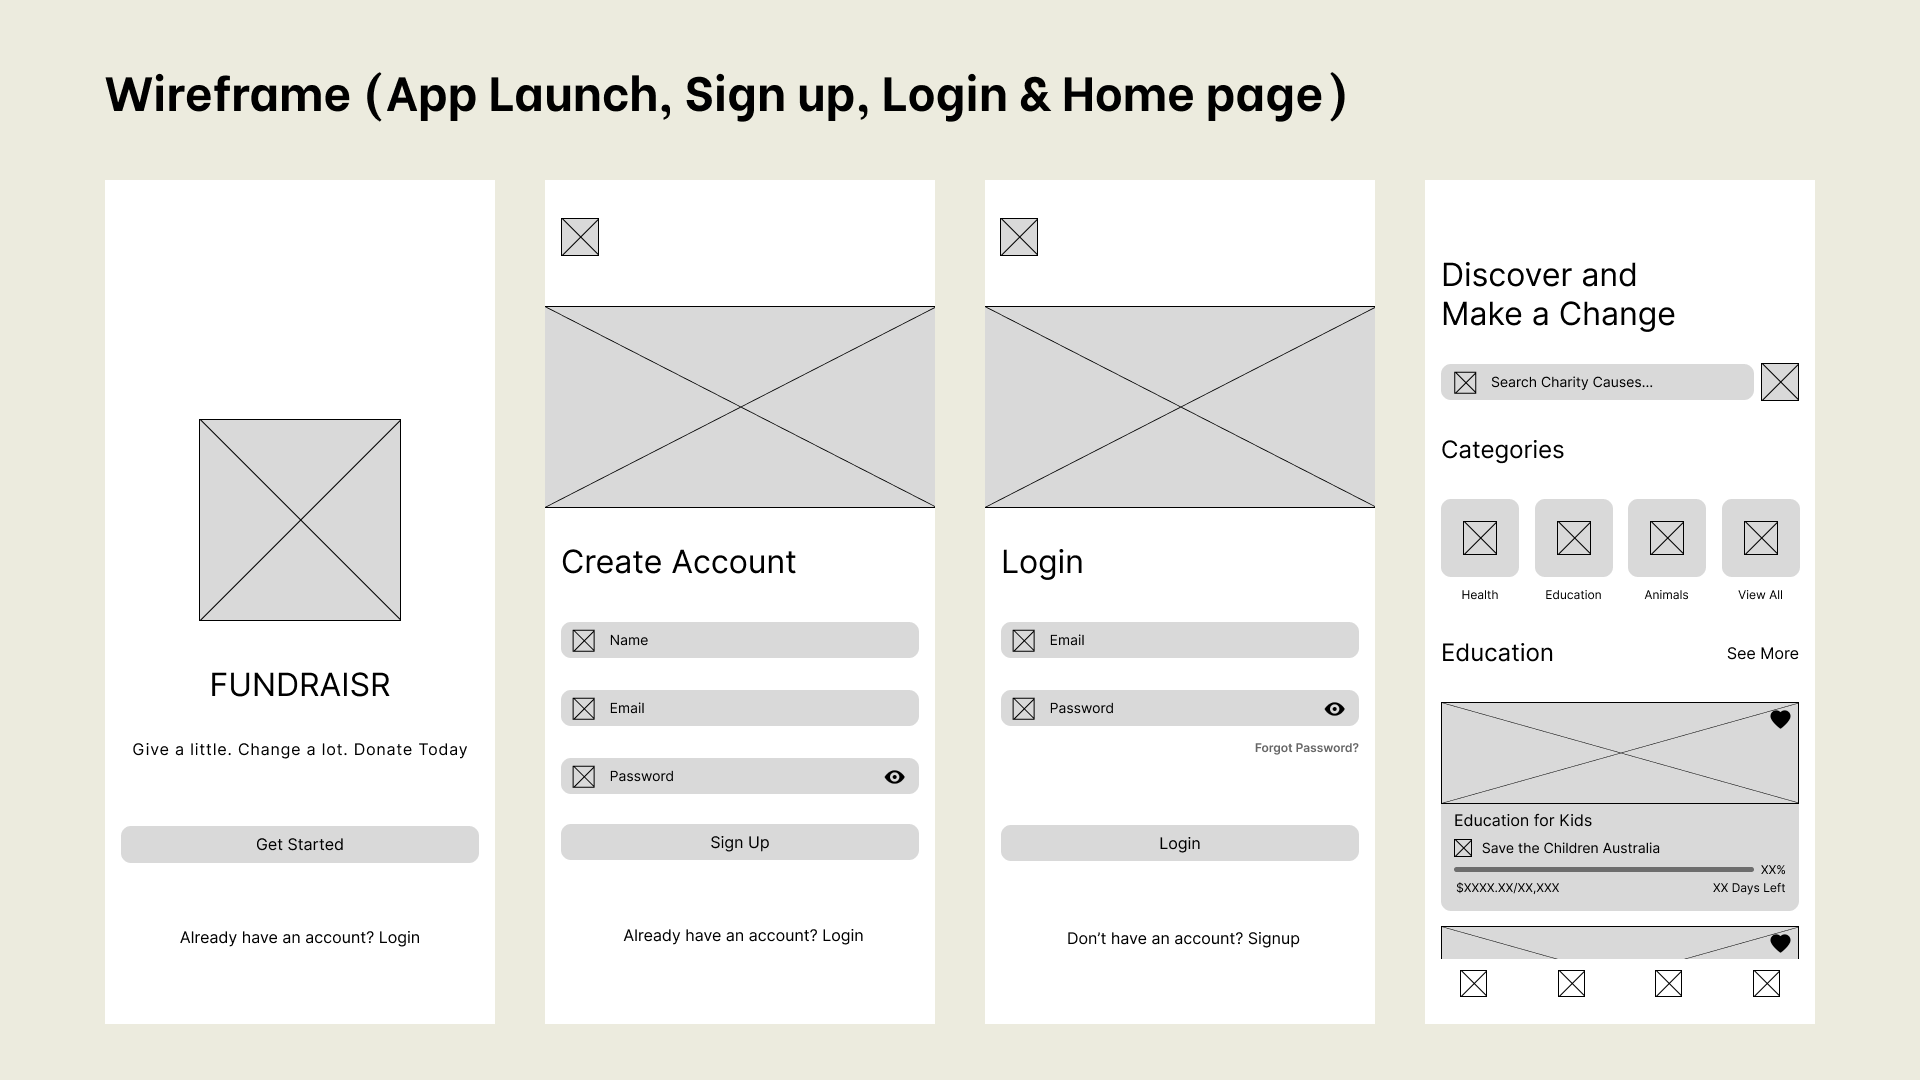 Wireframe (App Launch, Sign up, Login & Home page)
FUNDRAISR
Give a little. Change a lot. Donate Today
Get Started
Already have an account? Login
Create Account
Name
Email
Password
Sign Up
Already have an account? Login
Login
Email
Password
Forgot Password?
Login
Don’t have an account? Signup
Discover and
Make a Change
Search Charity Causes...
Categories
Health
Education
Animals
View All
Education
See More
Education for Kids
Save the Children Australia
XX%
$XXXX.XX/XX,XXX
XX Days Left